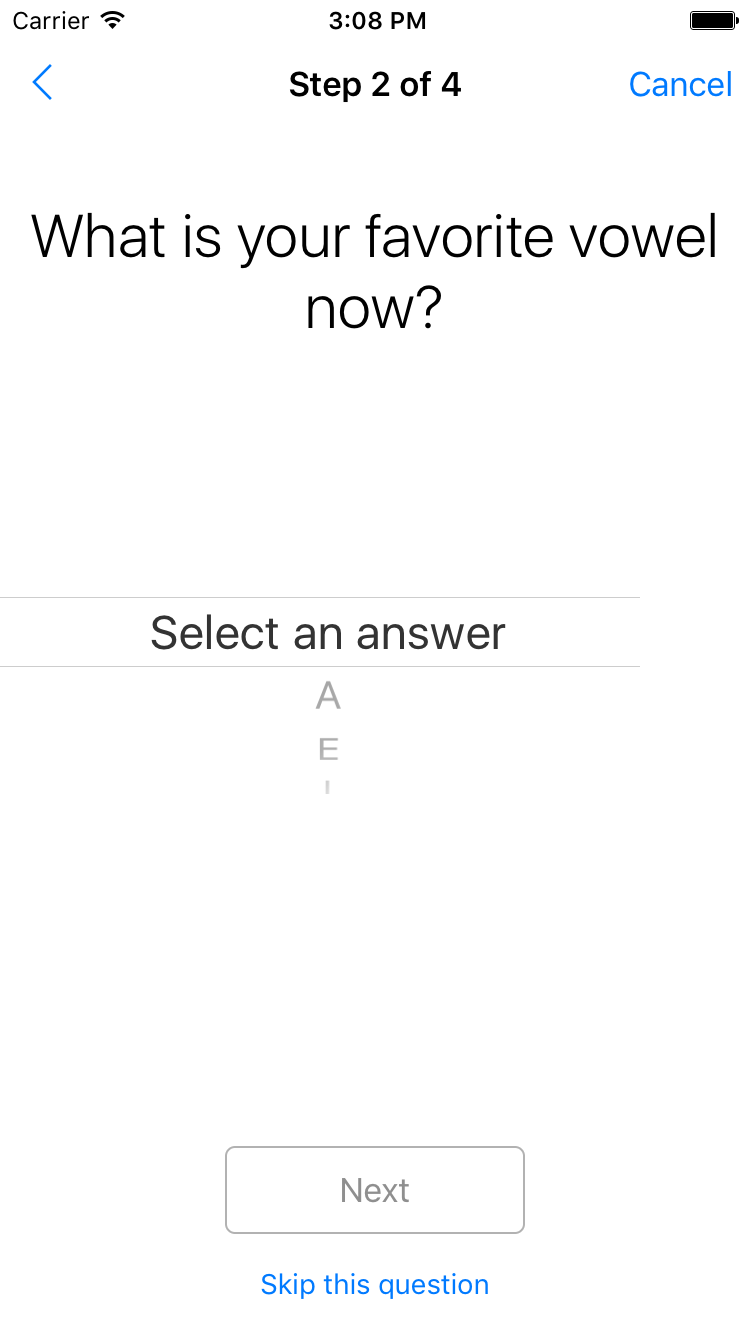 Carrier 3:08 PM
Step 2 of 4 Cancel
What is your favorite vowel
now?
Select an answer
A
E
Next
Skip this question